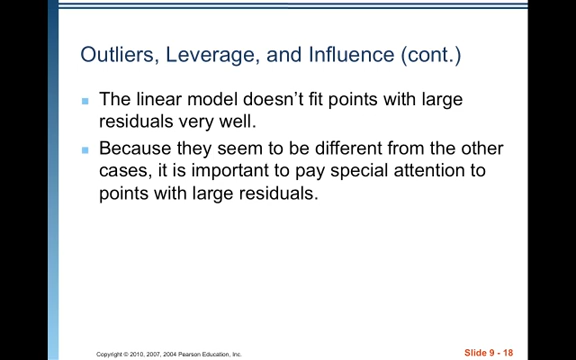 Outliers, Leverage, and Influence (cont.)
The linear model doesn't fit points with large
residuals very well.
Because they seem to be different from the other
cases, it is important to pay special attention to
points with large residuals.
Copyright © 2010, 2007, 2004 Pearson Education, Inc.
Slide 9 - 18